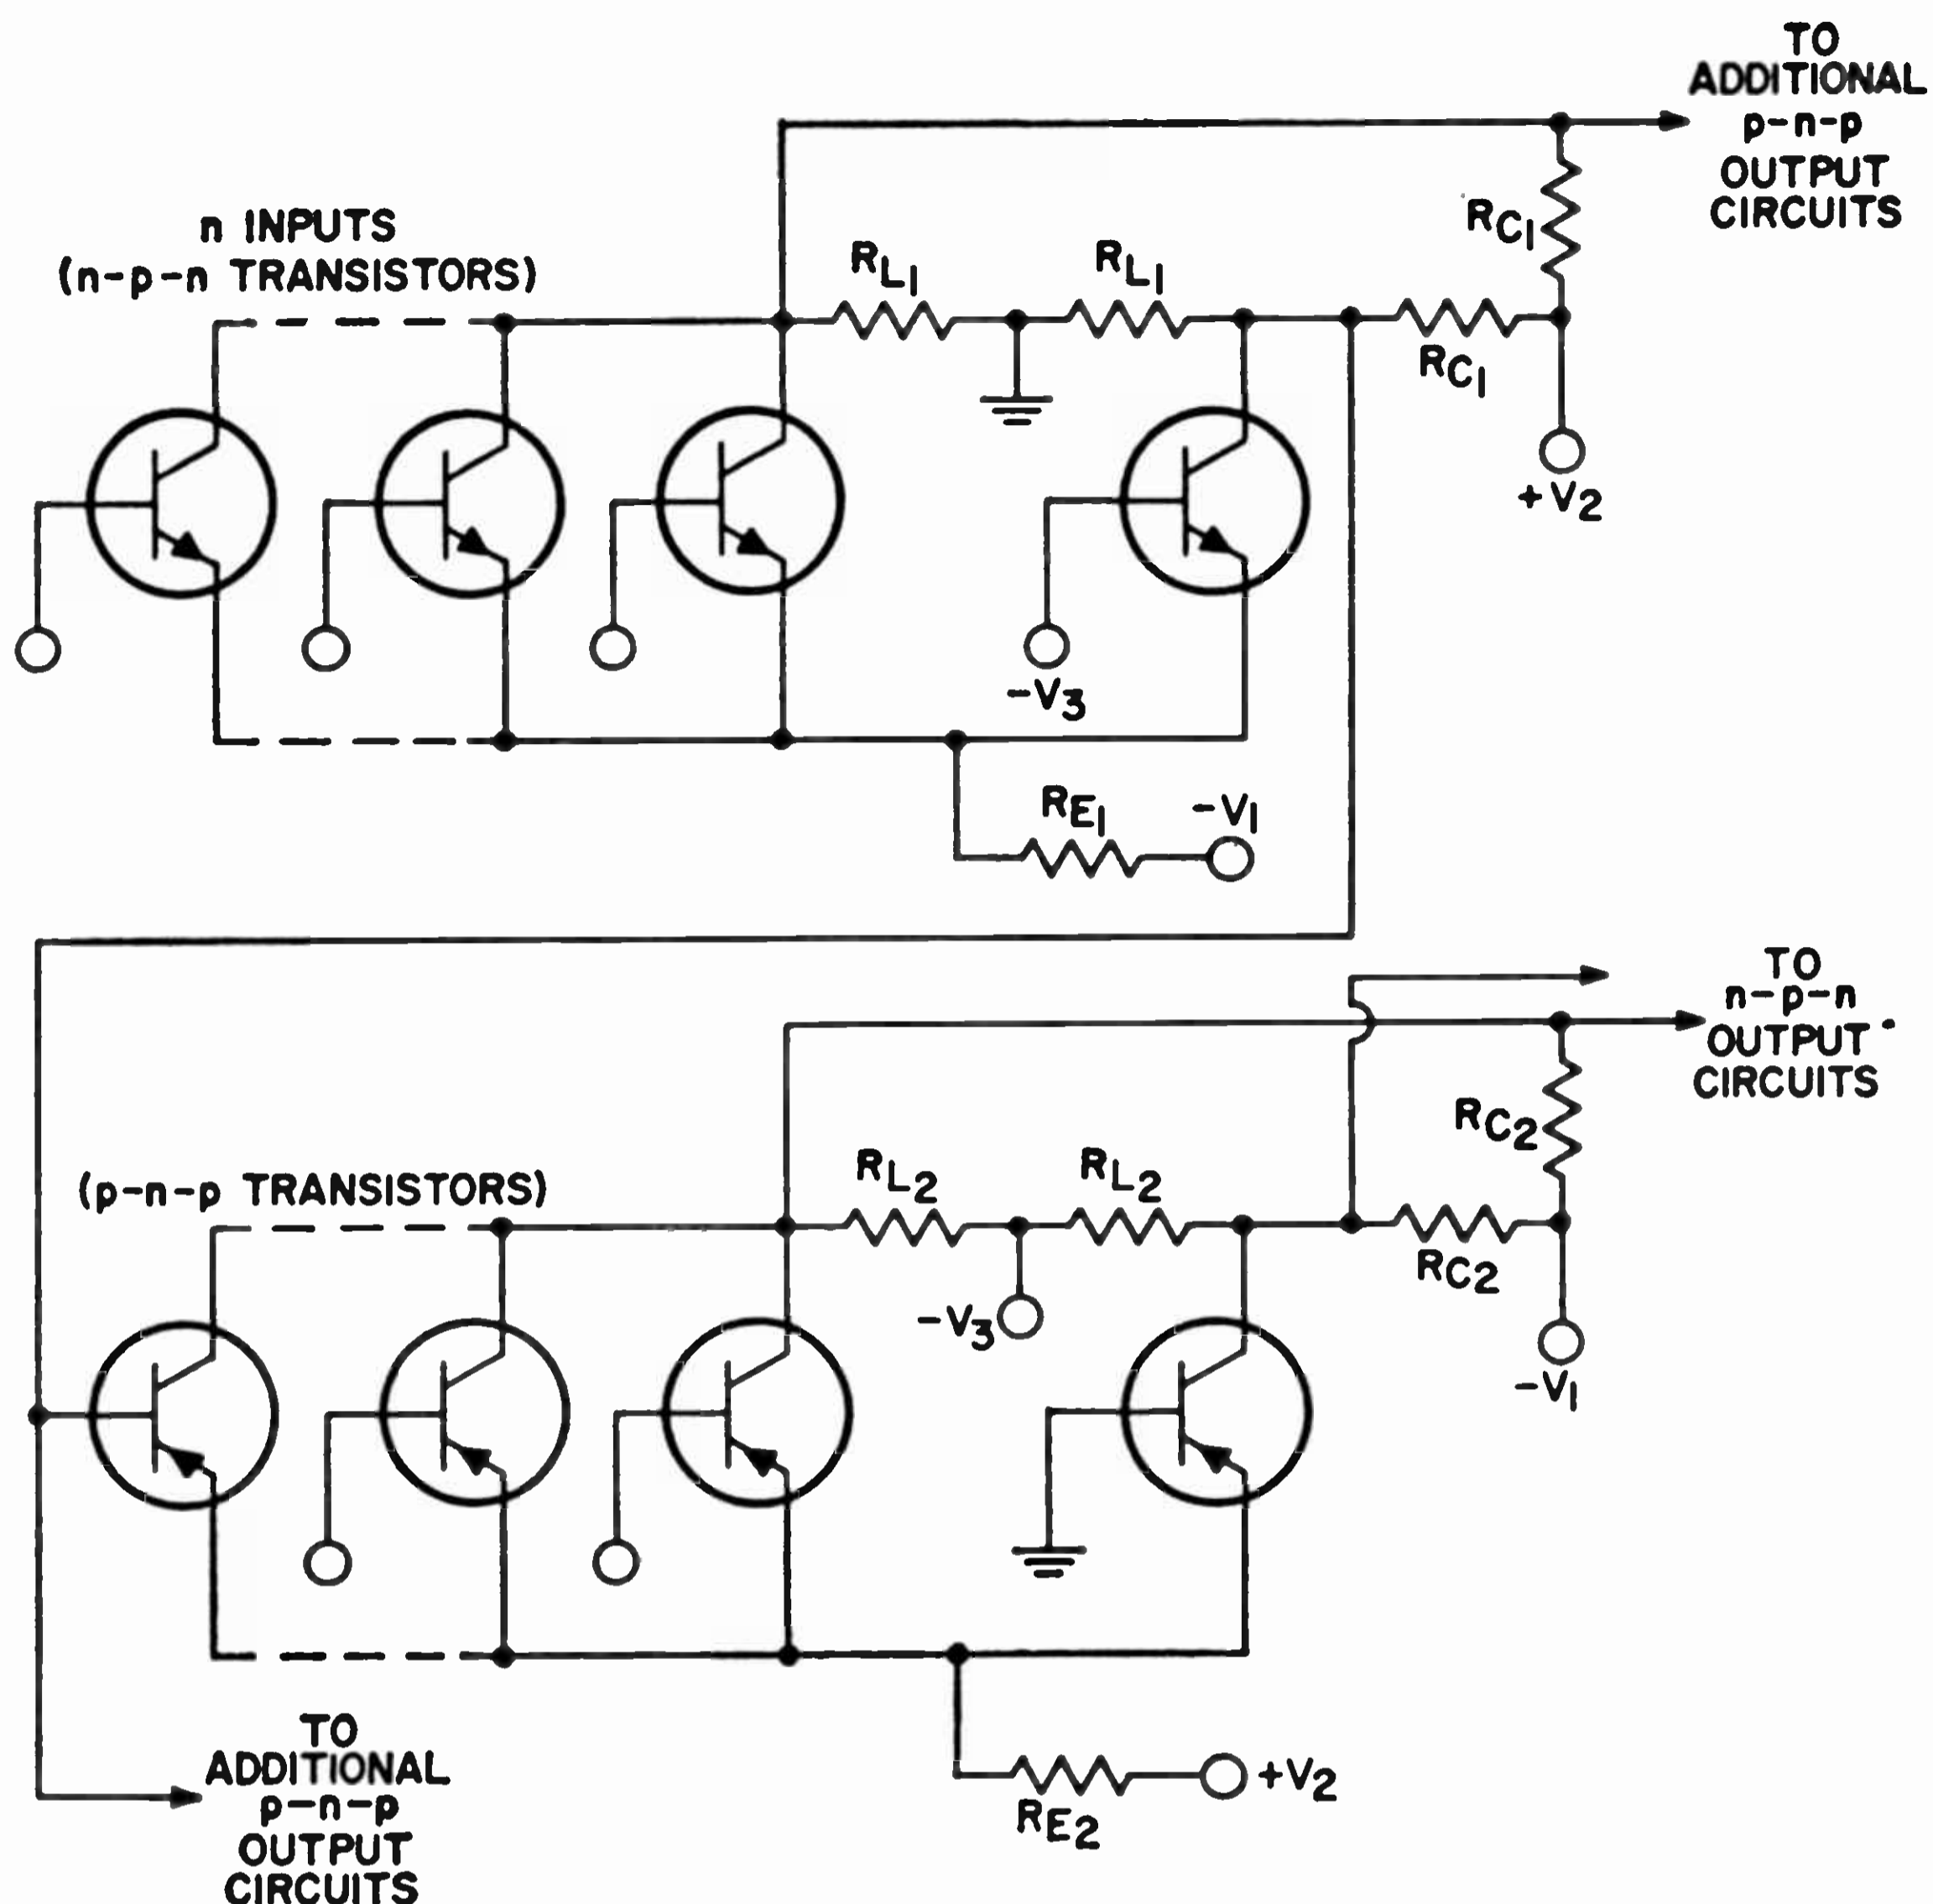 TO
ADDITIONAL
p-n-p
OUTPUT
CIRCUITS
n INPUTS
(n-p-n TRANSISTORS)
RL1
RL1
RC1
RC1
+V2
-V3
RE1
-V1
TO
n-p-n
OUTPUT
CIRCUITS
(p-n-p TRANSISTORS)
RL2
RL2
RC2
RC2
-V3
-V1
TO
ADDITIONAL
p-n-p
OUTPUT
CIRCUITS
RE2
+V2